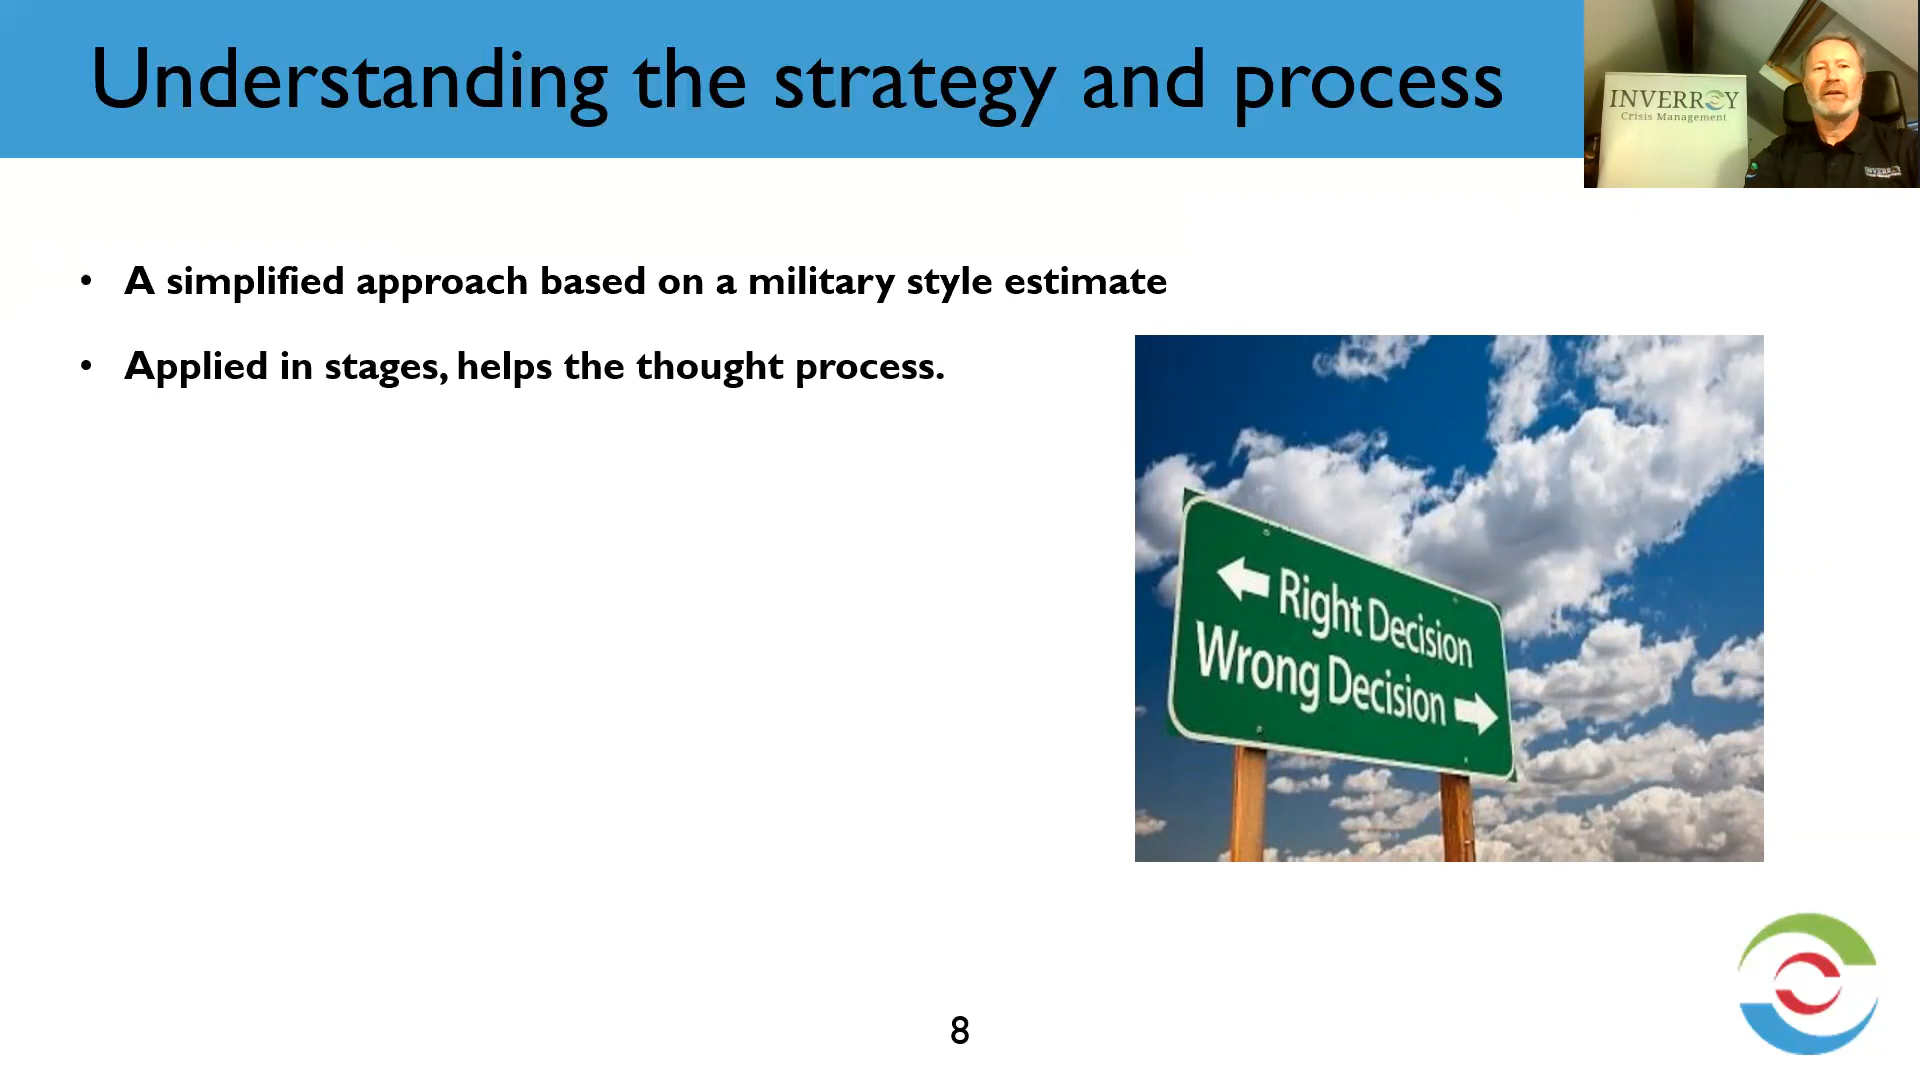 Understanding the strategy and process
INVERROY
Crisis Management
• A simplified approach based on a military style estimate
• Applied in stages, helps the thought process.
Right Decision
Wrong Decision
8